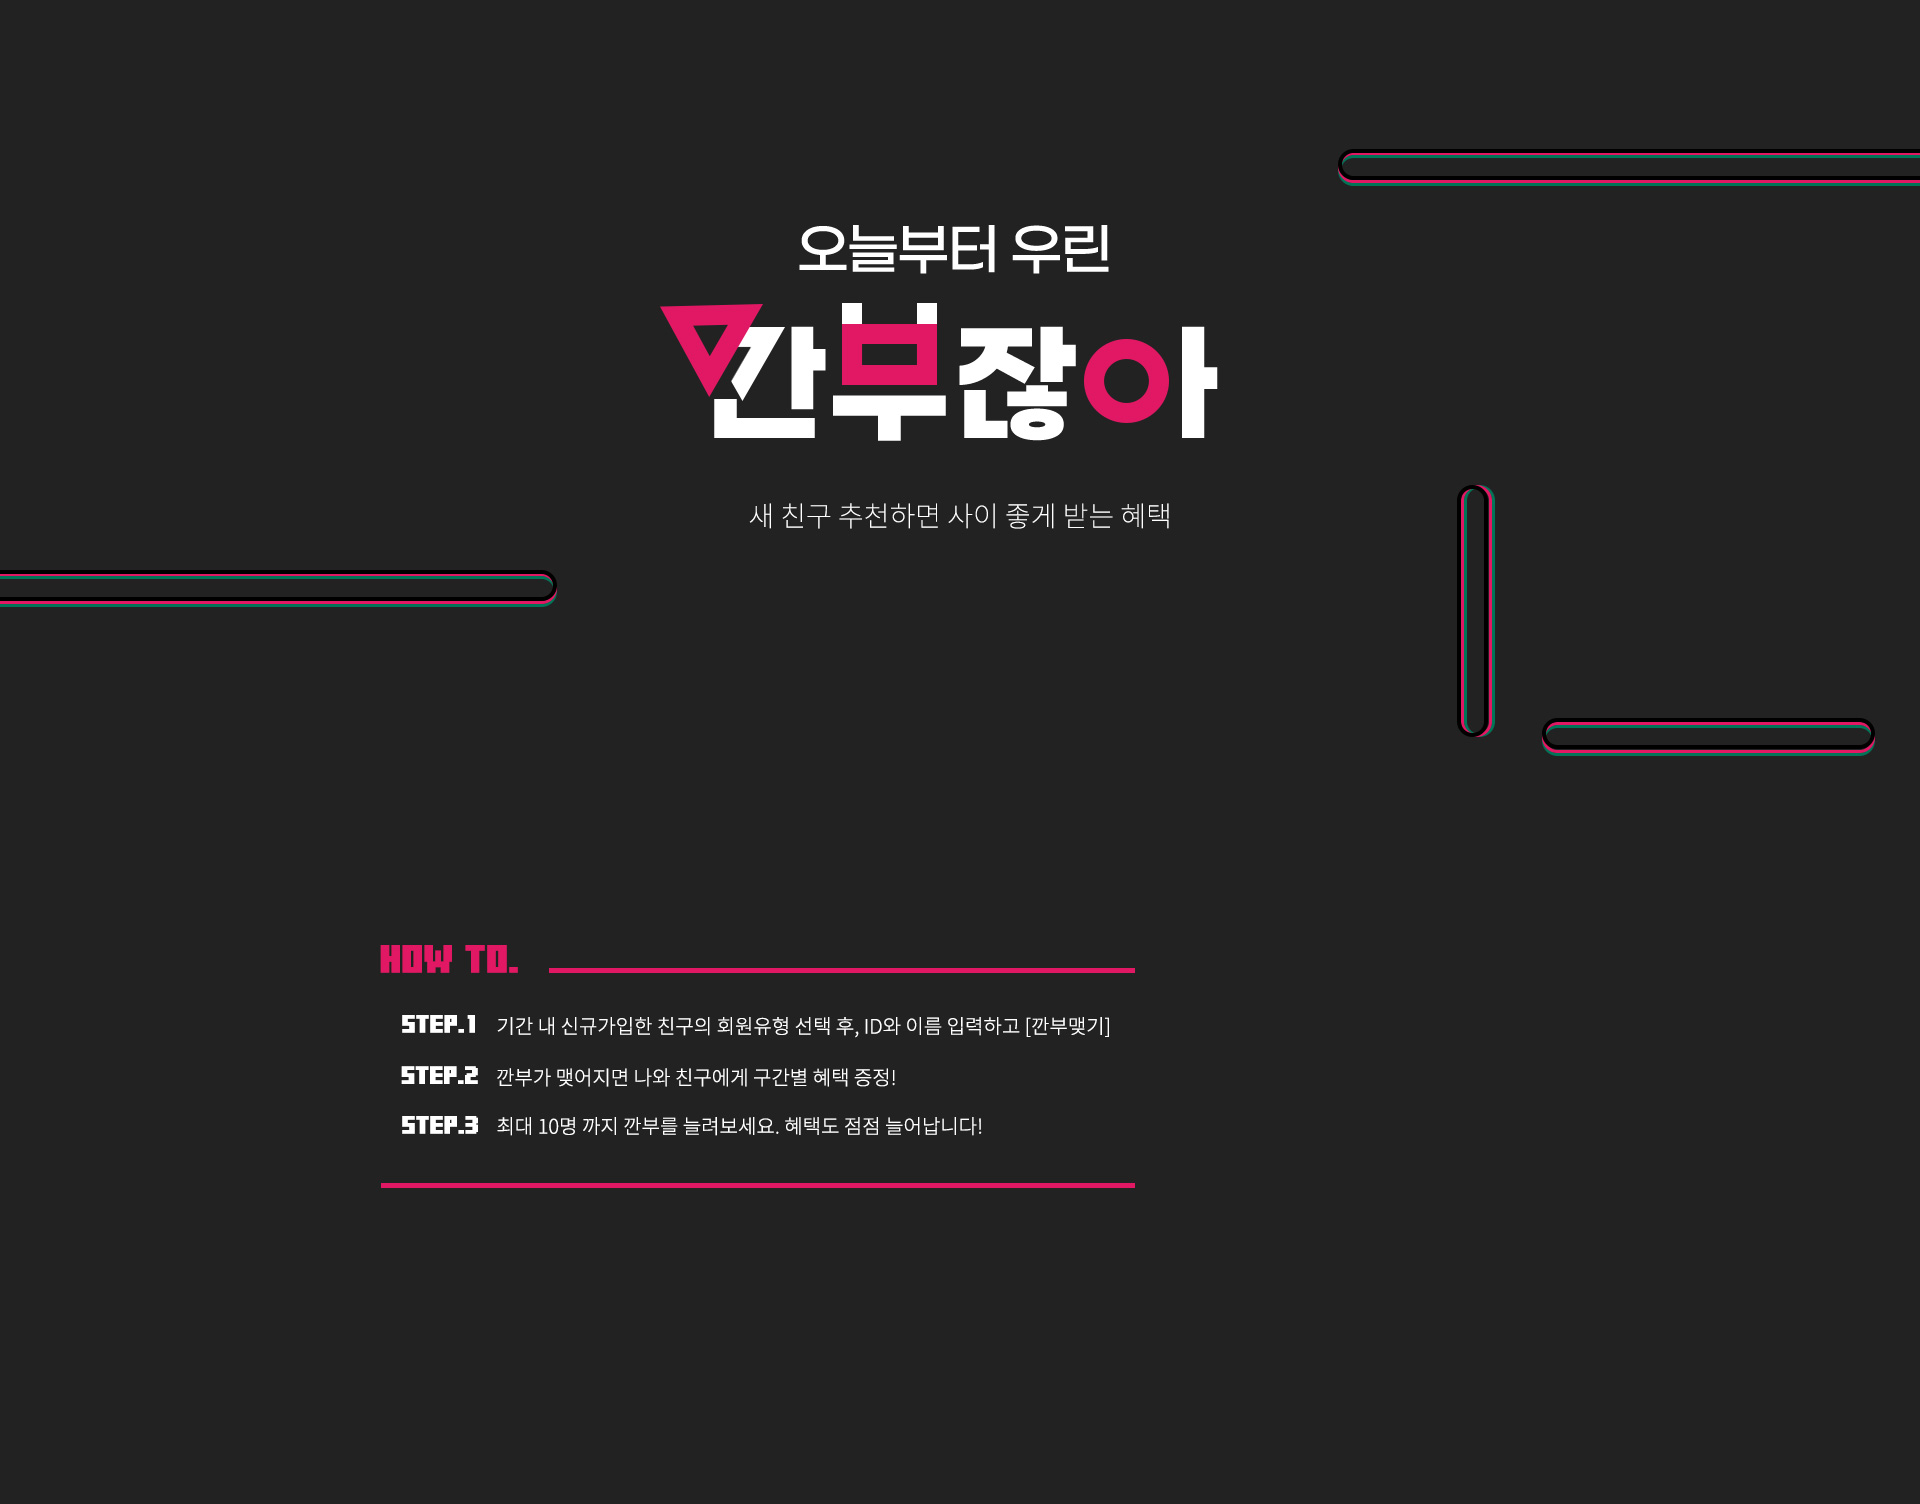 오늘부터 우린
깐부잖아
새 친구 추천하면 사이 좋게 받는 혜택
HOW TO.
STEP.1 기간 내 신규가입한 친구의 회원유형 선택 후, ID와 이름 입력하고 [깐부맺기]
STEP.2 깐부가 맺어지면 나와 친구에게 구간별 혜택 증정!
STEP.3 최대 10명 까지 깐부를 늘려보세요. 혜택도 점점 늘어납니다!